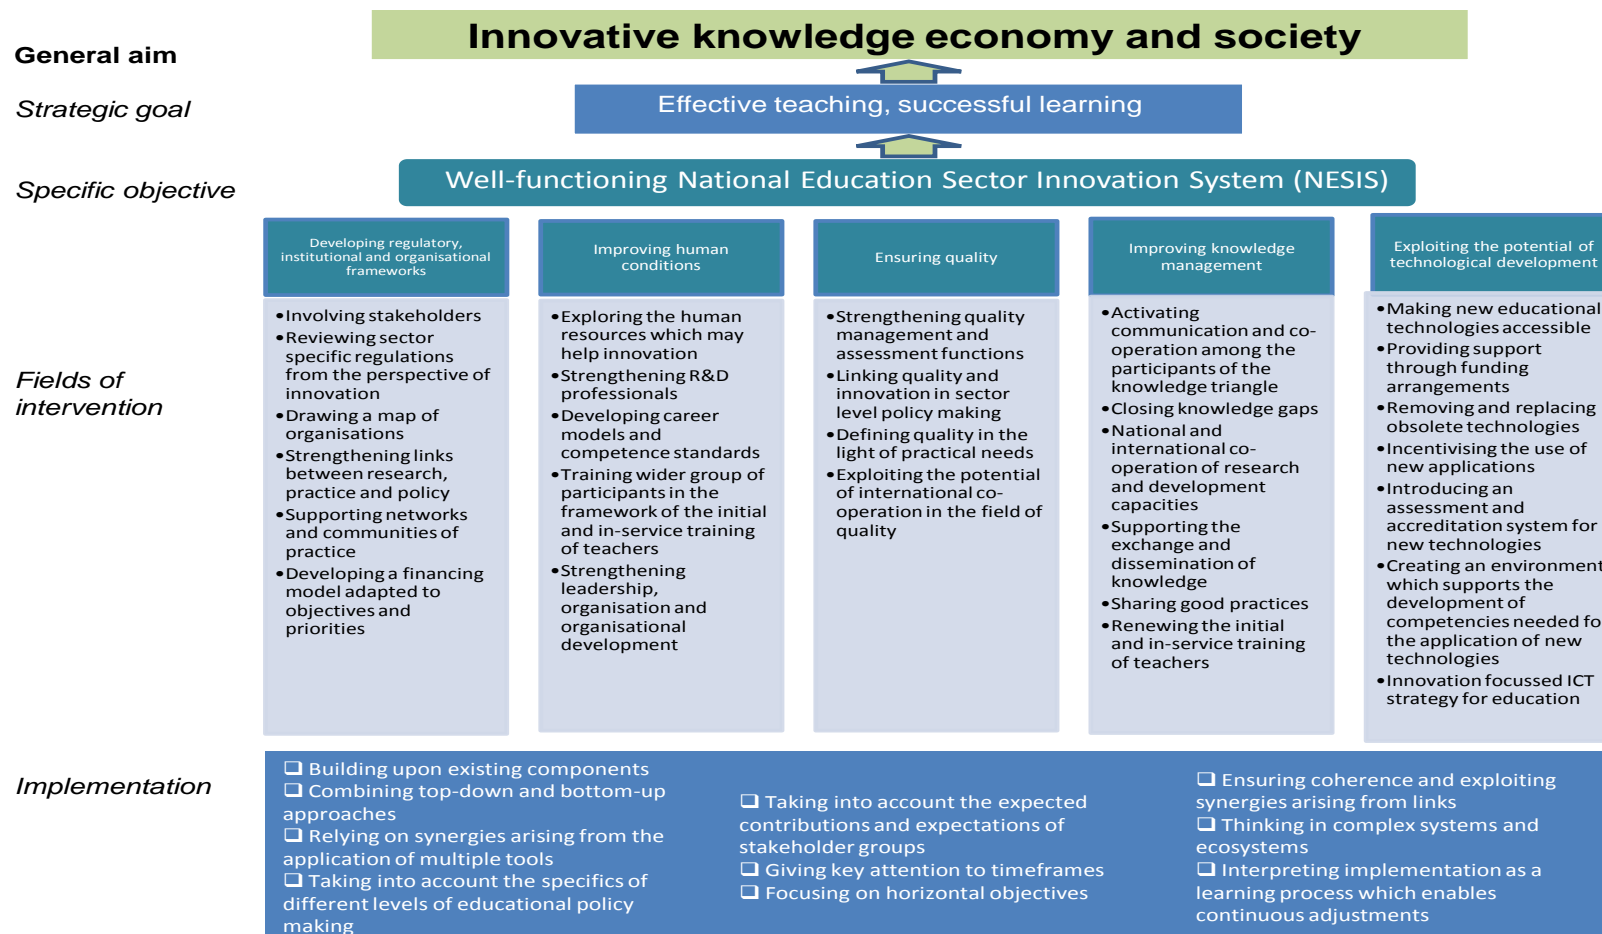 General aim
Innovative knowledge economy and society
Strategic goal
Effective teaching, successful learning
Specific objective
Well-functioning National Education Sector Innovation System (NESIS)
Fields of
intervention
Developing regulatory,
institutional and organisational
frameworks
•Involving stakeholders
•Reviewing sector
specific regulations
from the perspective of
innovation
•Drawing a map of
organisations
•Strengthening links
between research,
practice and policy
•Supporting networks
and communities of
practice
•Developing a financing
model adapted to
objectives and
priorities
Improving human
conditions
•Exploring the human
resources which may
help innovation
•Strengthening R&D
professionals
•Developing career
models and
competence standards
•Training wider group of
participants in the
framework of the initial
and in-service training
of teachers
•Strengthening
leadership,
organisation and
organisational
development
Ensuring quality
•Strengthening quality
management and
assessment functions
•Linking quality and
innovation in sector
level policy making
•Defining quality in the
light of practical needs
•Exploiting the potential
of international co-
operation in the field of
quality
Improving knowledge
management
•Activating
communication and co-
operation among the
participants of the
knowledge triangle
•Closing knowledge gaps
•National and
international co-
operation of research
and development
capacities
•Supporting the
exchange and
dissemination of
knowledge
•Sharing good practices
•Renewing the initial
and in-service training
of teachers
Exploiting the potential of
technological development
•Making new educational
technologies accessible
•Providing support
through funding
arrangements
•Removing and replacing
obsolete technologies
•Incentivising the use of
new applications
•Introducing an
assessment and
accreditation system for
new technologies
•Creating an environment
which supports the
development of
competencies needed fo
the application of new
technologies
•Innovation focussed ICT
strategy for education
Implementation
❑ Building upon existing components
❑ Combining top-down and bottom-up
approaches
❑ Relying on synergies arising from the
application of multiple tools
❑ Taking into account the specifics of
different levels of educational policy
making
❑ Taking into account the expected
contributions and expectations of
stakeholder groups
❑ Giving key attention to timeframes
❑ Focusing on horizontal objectives
❑ Ensuring coherence and exploiting
synergies arising from links
❑ Thinking in complex systems and
ecosystems
❑ Interpreting implementation as a
learning process which enables
continuous adjustments